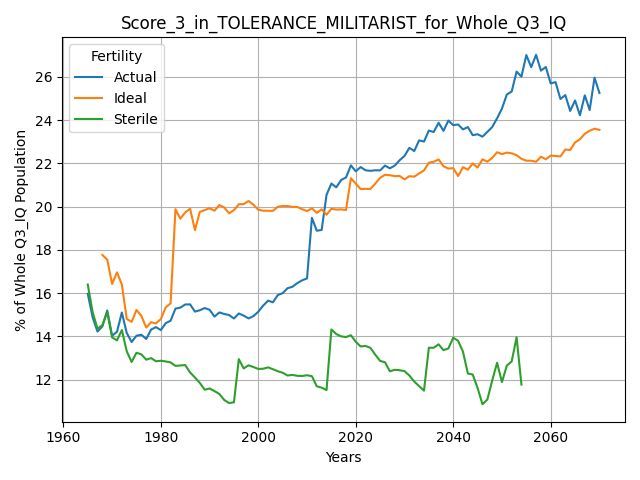 Score_3_in_TOLERANCE_MILITARIST_for_Whole_Q3_IQ
Fertility
Actual
Ideal
Sterile
% of Whole Q3_IQ Population
26
24
22
20
18
16
14
12
1960
1980
2000
2020
2040
2060
Years